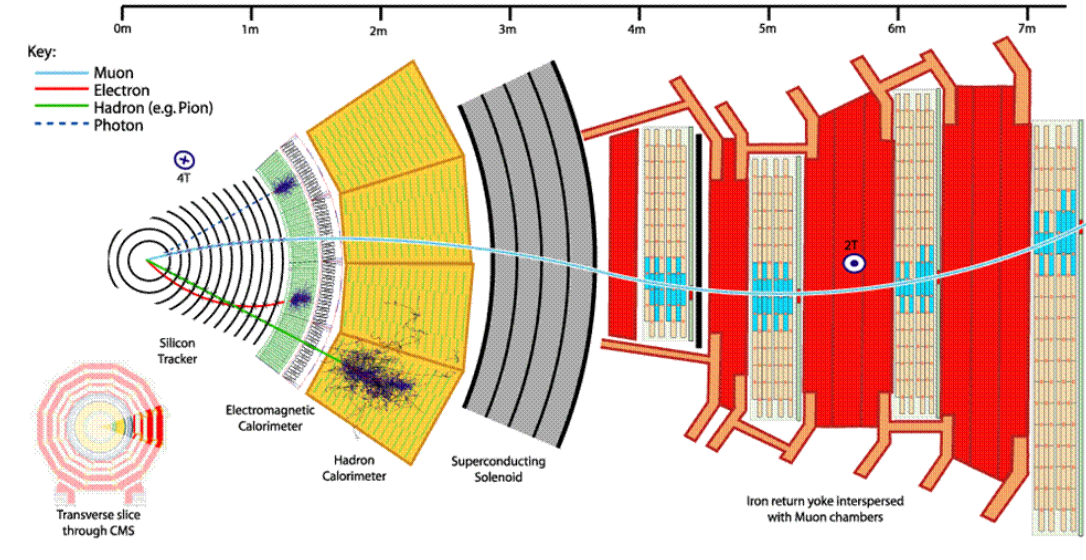 0m 1m 2m 3m 4m 5m 6m 7m
Key:
Muon
Electron
Hadron (e.g. Pion)
Photon
4T
2T
Silicon
Tracker
Electromagnetic
Calorimeter
Hadron
Calorimeter
Superconducting
Solenoid
Iron return yoke interspersed
with Muon chambers
Transverse slice
through CMS